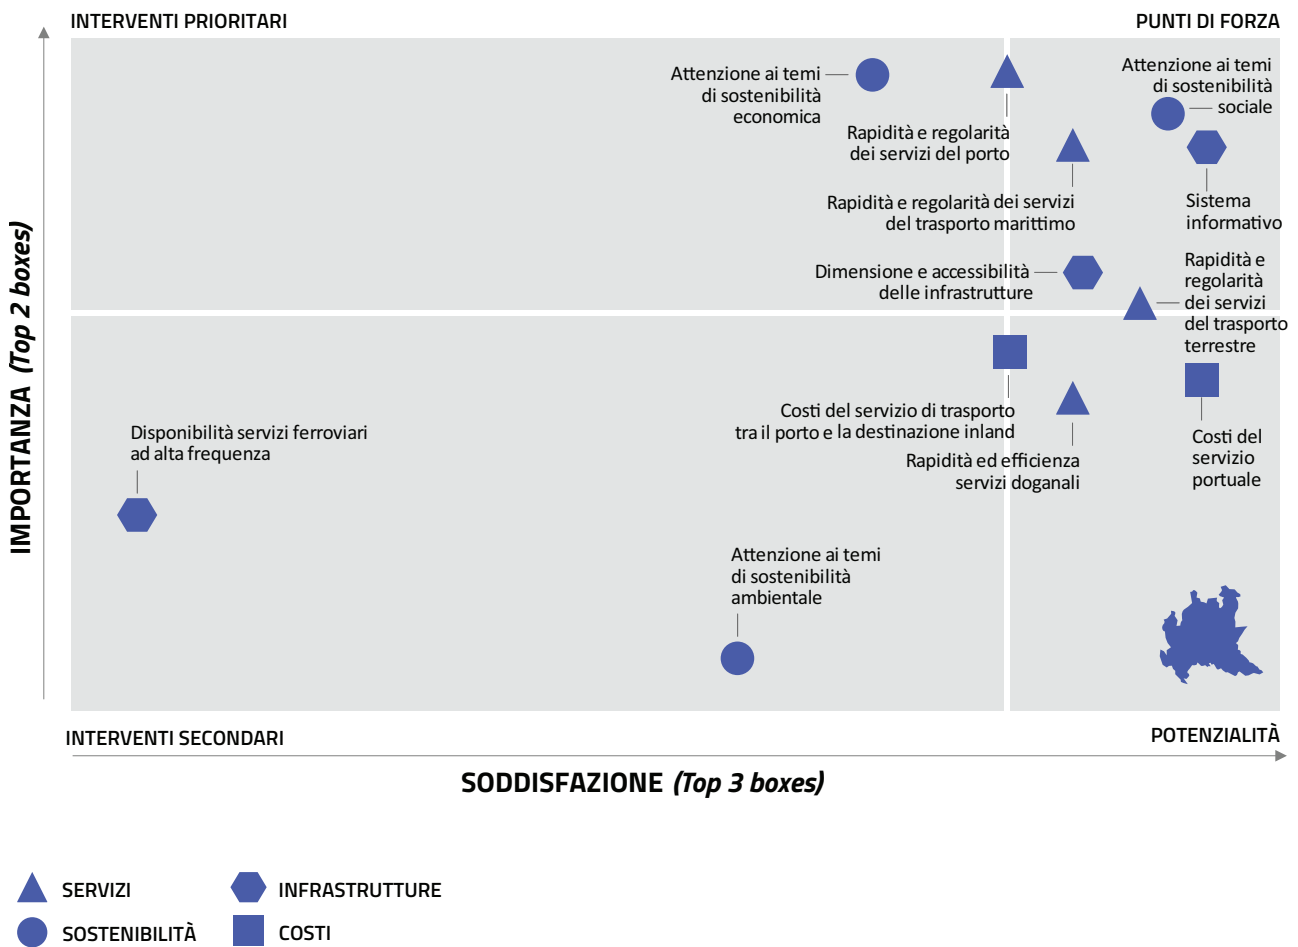 INTERVENTI PRIORITARI
PUNTI DI FORZA
Attenzione ai temi
di sostenibilità
economica
Rapidità e regolarità
dei servizi del porto
Attenzione ai temi
di sostenibilità
sociale
Rapidità e regolarità dei servizi
del trasporto marittimo
Sistema
informativo
Dimensione e accessibilità
delle infrastrutture
Rapidità e
regolarità
dei servizi
del trasporto
terrestre
Costi del servizio di trasporto
tra il porto e la destinazione inland
Rapidità ed efficienza
servizi doganali
Costi del
servizio
portuale
Disponibilità servizi ferroviari
ad alta frequenza
Attenzione ai temi
di sostenibilità
ambientale
IMPORTANZA (Top 2 boxes)
INTERVENTI SECONDARI
POTENZIALITÀ
SODDISFAZIONE (Top 3 boxes)
SERVIZI
INFRASTRUTTURE
SOSTENIBILITÀ
COSTI